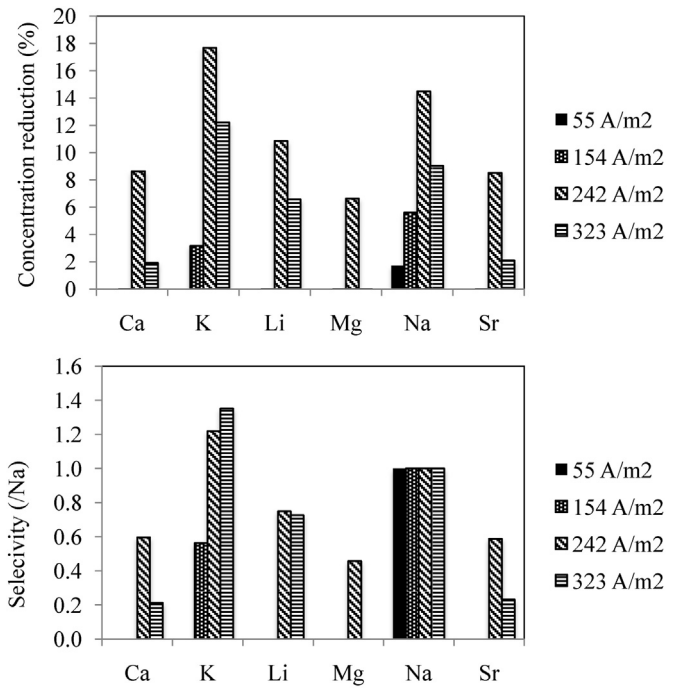 Concentration reduction (%)
20
18
16
14
12
10
8
6
4
2
0
Ca K Li Mg Na Sr
55 A/m2
154 A/m2
242 A/m2
323 A/m2
Selecivity (/Na)
1.6
1.4
1.2
1.0
0.8
0.6
0.4
0.2
0.0
Ca K Li Mg Na Sr
55 A/m2
154 A/m2
242 A/m2
323 A/m2